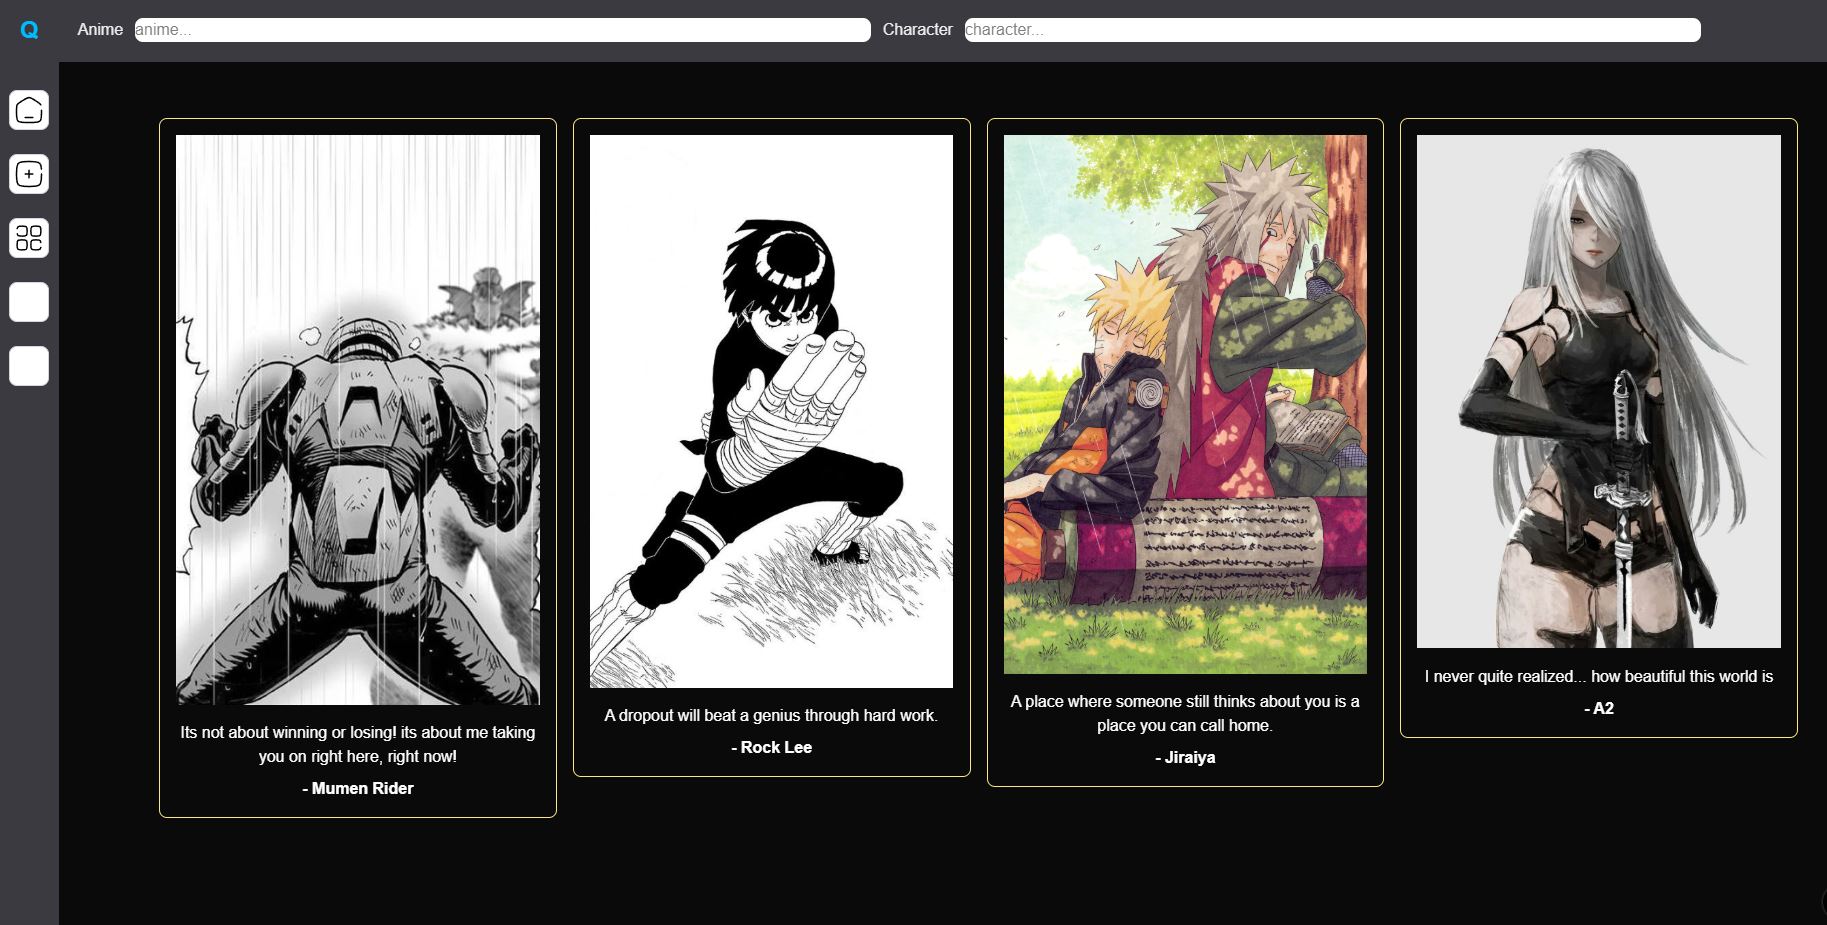 Q
Anime anime... Character character...
Its not about winning or losing! its about me taking
you on right here, right now!
- Mumen Rider
A dropout will beat a genius through hard work.
- Rock Lee
A place where someone still thinks about you is a
place you can call home.
- Jiraiya
I never quite realized... how beautiful this world is
- A2